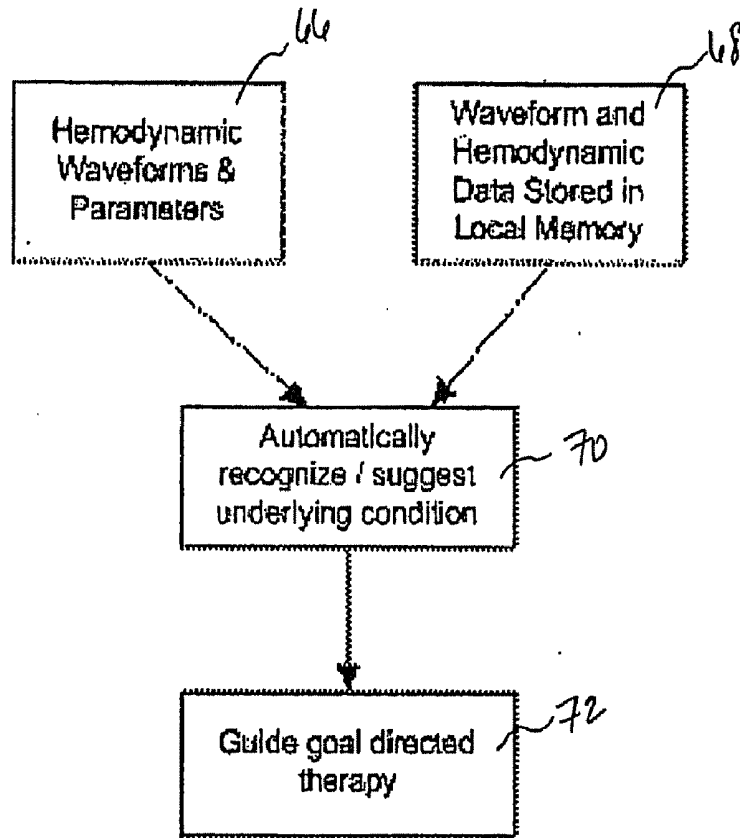 66
68
Hemodynamic
Waveforms &
Parameters
Waveform and
Hemodynamic
Data Stored in
Local Memory
Automatically
recognize / suggest
underlying condition
70
Guide goal directed
therapy
72